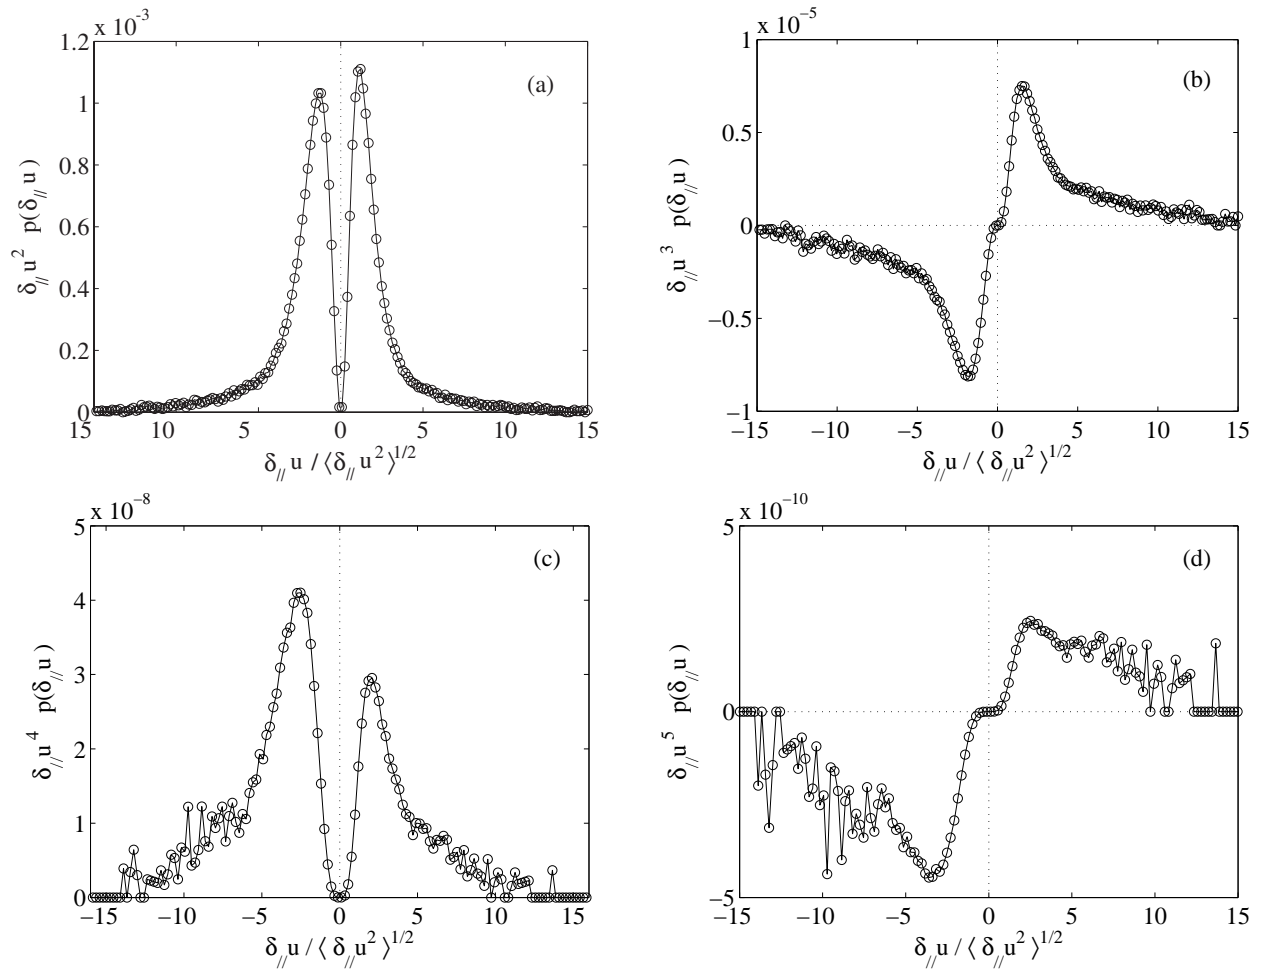 x 10⁻³
1.2
1
0.8
0.6
0.4
0.2
0
14 10 5 0 5 10 15
(a)
δ//u² p(δ//u )
δ//u / ⟨δ//u²⟩^1/2
x 10⁻⁵
1
0.5
0
−0.5
−1
−15 −10 −5 0 5 10 15
(b)
δ//u³ p(δ//u)
δ//u / ⟨ δ//u²⟩^1/2
x 10⁻⁸
5
4
3
2
1
0
−15 −10 −5 0 5 10 15
(c)
δ//u⁴ p(δ//u )
δ//u / ⟨ δ//u² ⟩^1/2
x 10⁻¹⁰
5
0
−5
−15 −10 −5 0 5 10 15
(d)
δ//u⁵ p(δ//u )
δ//u / ⟨ δ//u² ⟩^1/2